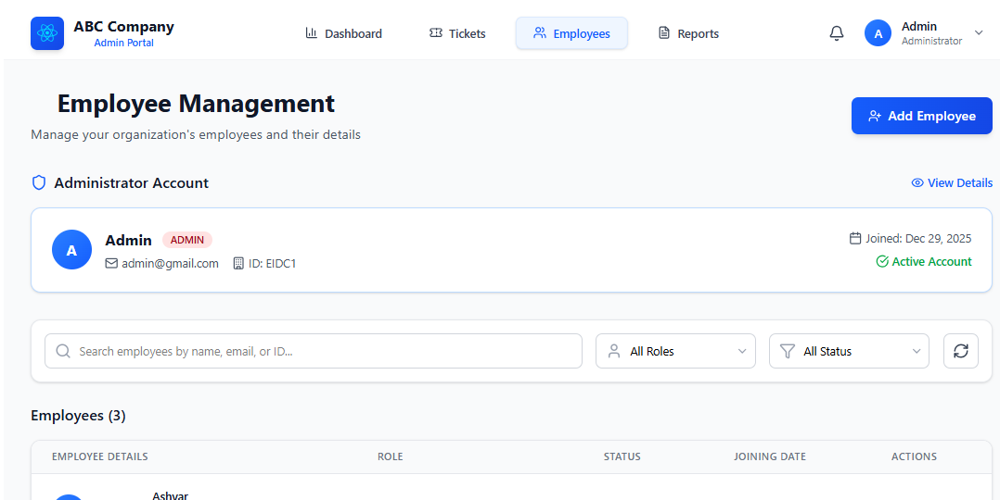 ABC Company
Admin Portal
Dashboard
Tickets
Employees
Reports
A
Admin
Administrator
Employee Management
Manage your organization's employees and their details
Add Employee
Administrator Account
View Details
A
Admin
ADMIN
admin@gmail.com
ID: EIDC1
Joined: Dec 29, 2025
Active Account
Search employees by name, email, or ID...
All Roles
All Status
Employees (3)
EMPLOYEE DETAILS
ROLE
STATUS
JOINING DATE
ACTIONS
Ashyar